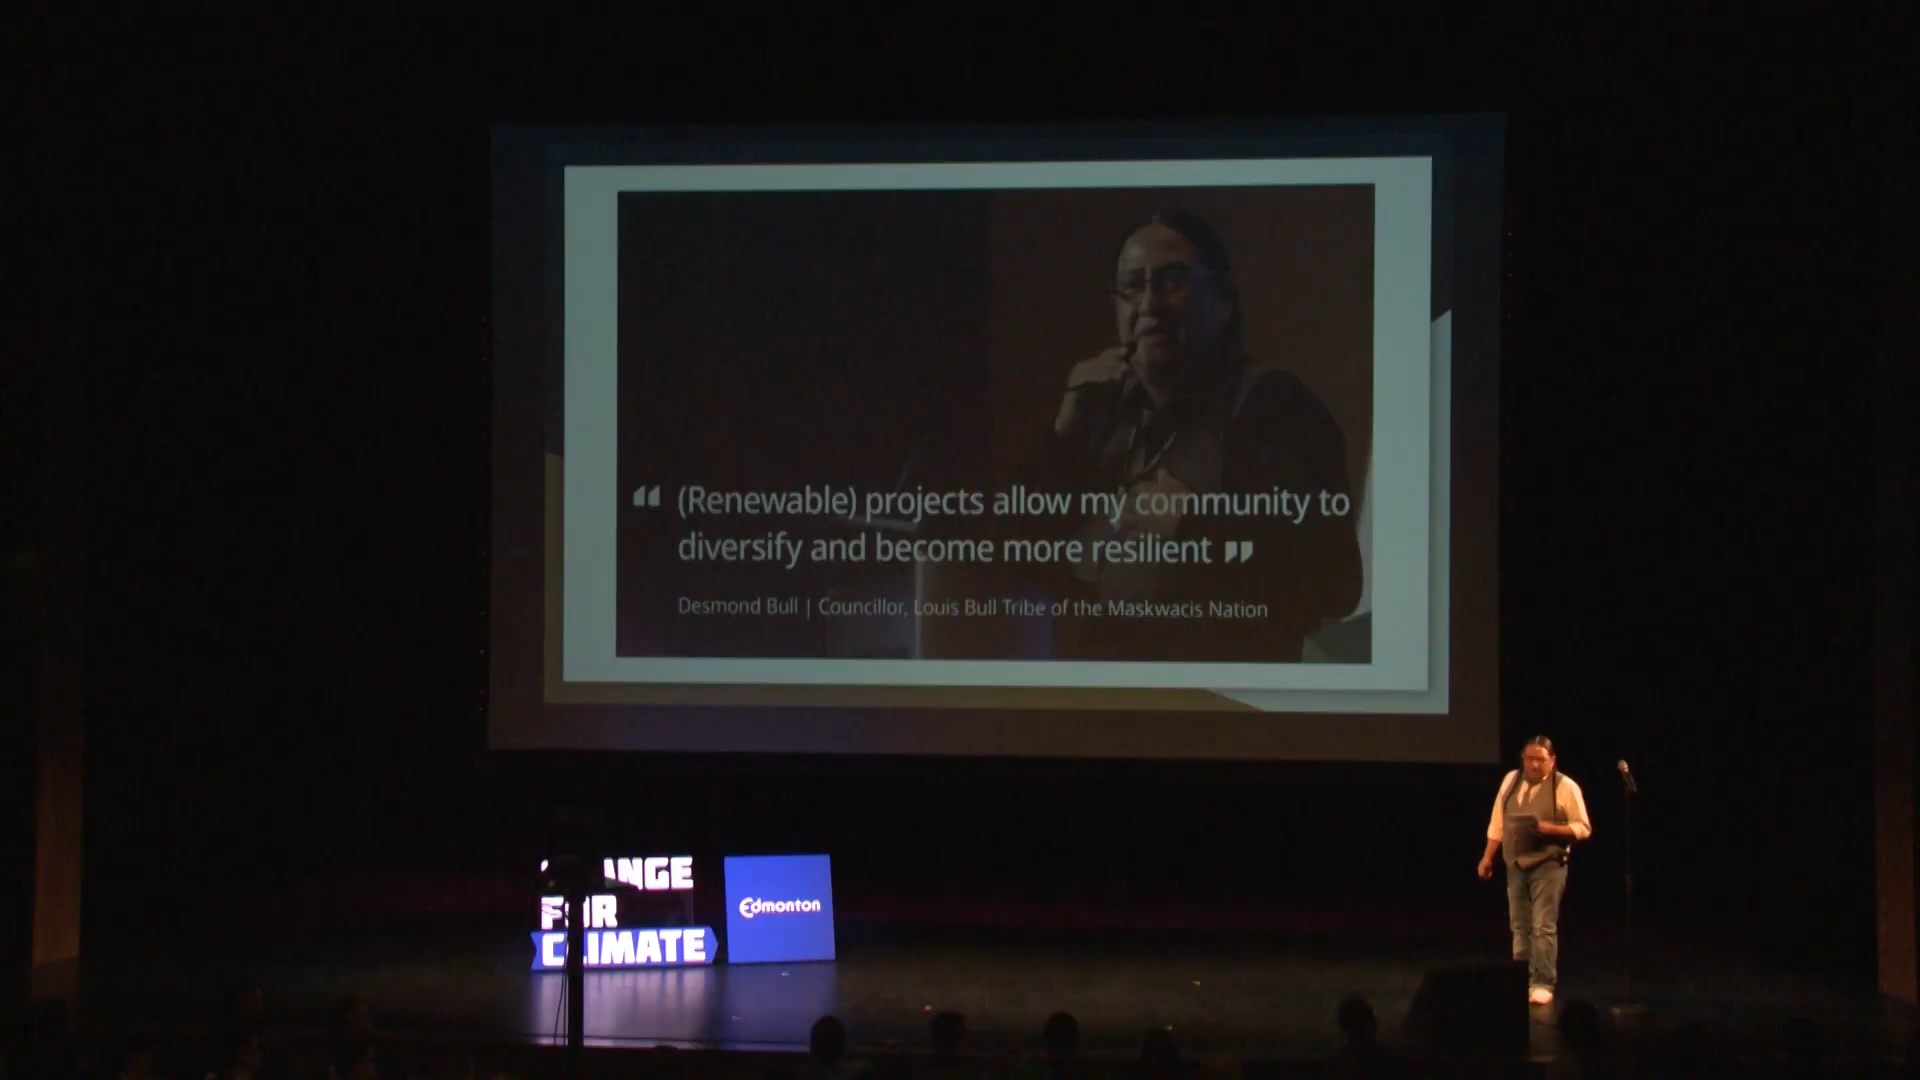 “ (Renewable) projects allow my community to
diversify and become more resilient ”
Desmond Bull | Councillor, Louis Bull Tribe of the Maskwacis Nation
FOR
CLIMATE
Edmonton